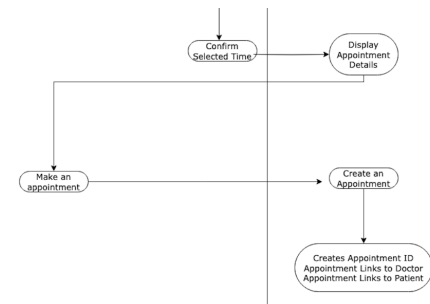 Confirm
Selected Time
Display
Appointment
Details
Make an
appointment
Create an
Appointment
Creates Appointment ID
Appointment Links to Doctor
Appointment Links to Patient